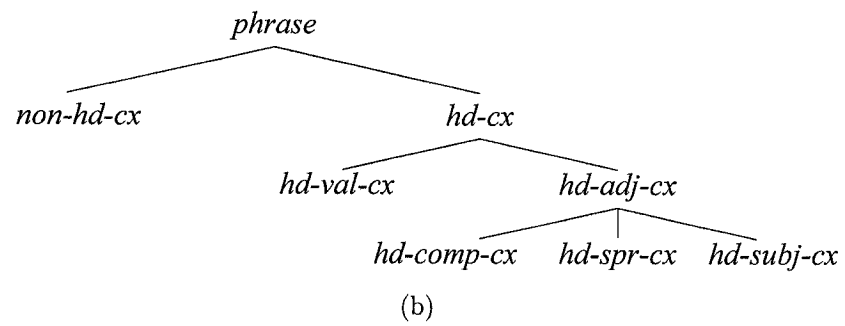 phrase
non-hd-cx hd-cx
hd-val-cx hd-adj-cx
hd-comp-cx hd-spr-cx hd-subj-cx
(b)